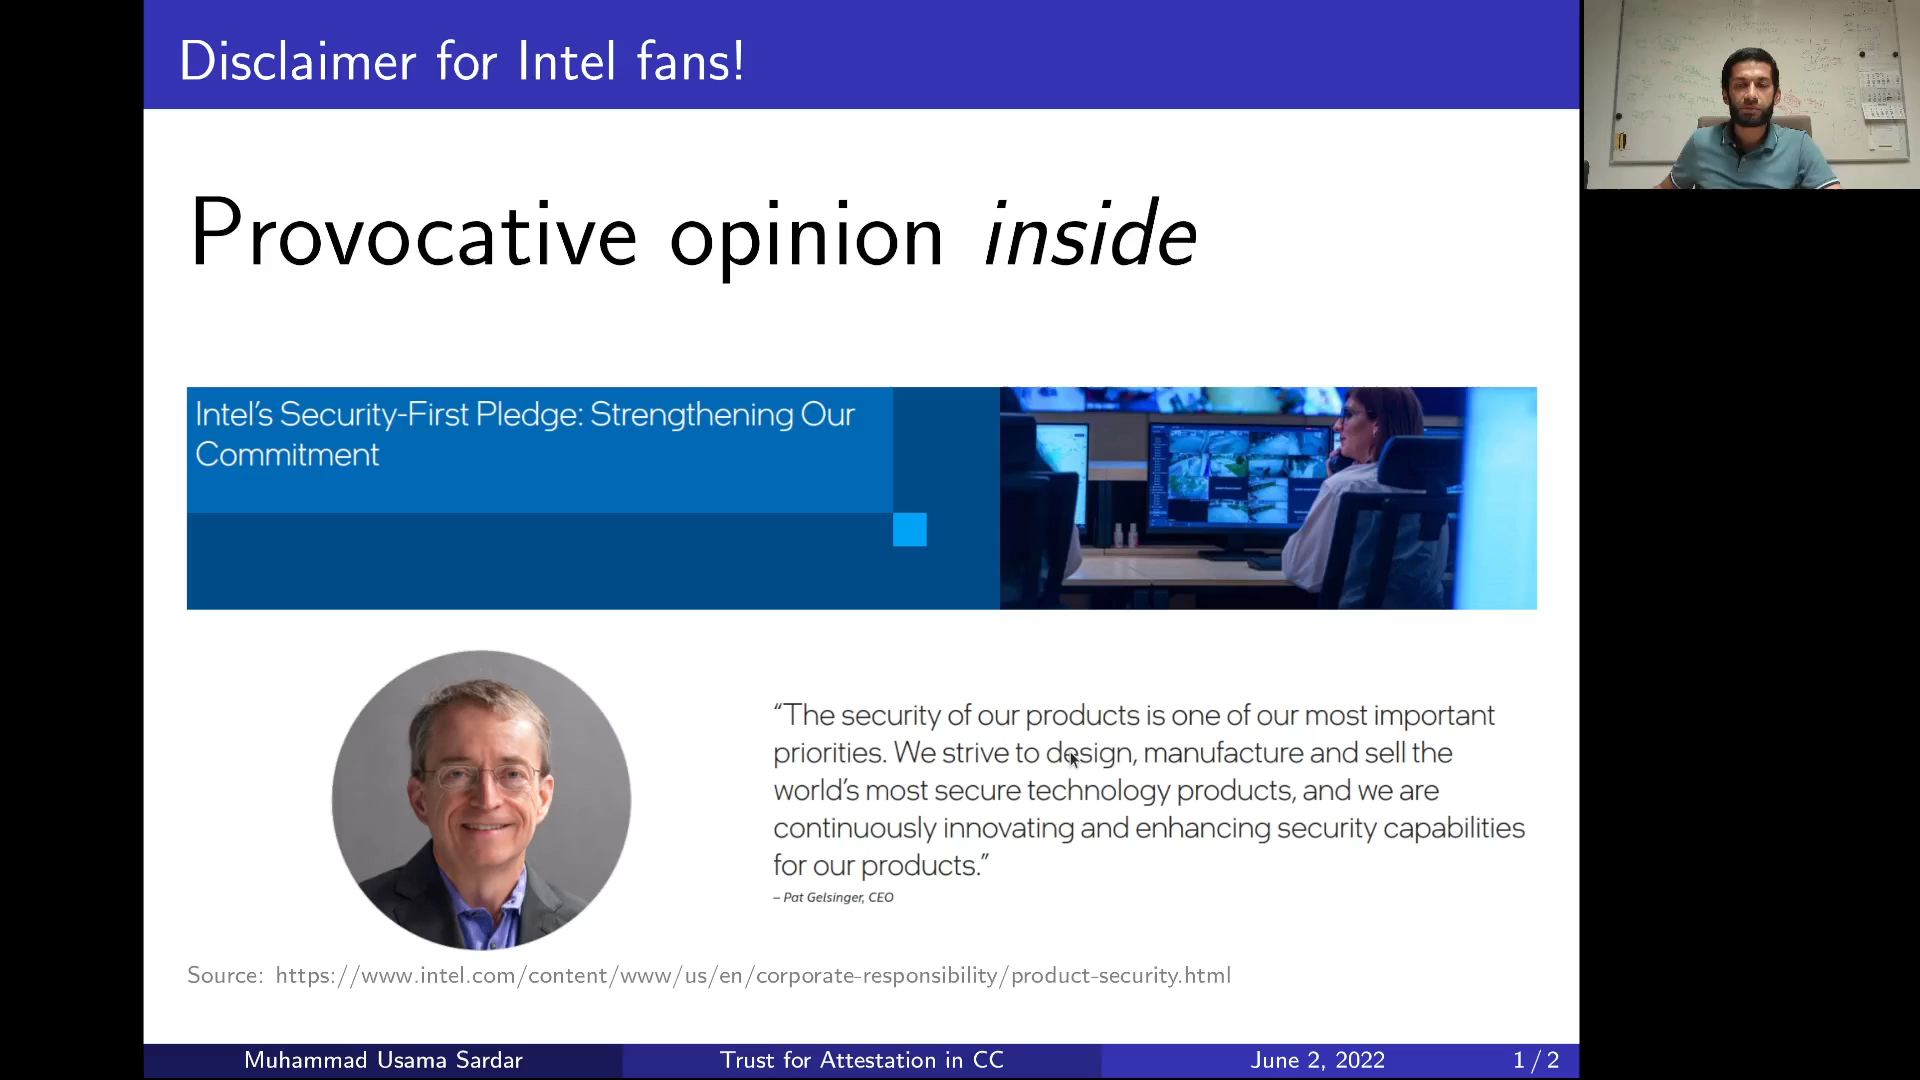 Disclaimer for Intel fans!
Provocative opinion inside
Intel's Security-First Pledge: Strengthening Our
Commitment
“The security of our products is one of our most important
priorities. We strive to design, manufacture and sell the
world's most secure technology products, and we are
continuously innovating and enhancing security capabilities
for our products.”
– Pat Gelsinger, CEO
Source: https://www.intel.com/content/www/us/en/corporate-responsibility/product-security.html
Muhammad Usama Sardar
Trust for Attestation in CC
June 2, 2022
1 / 2